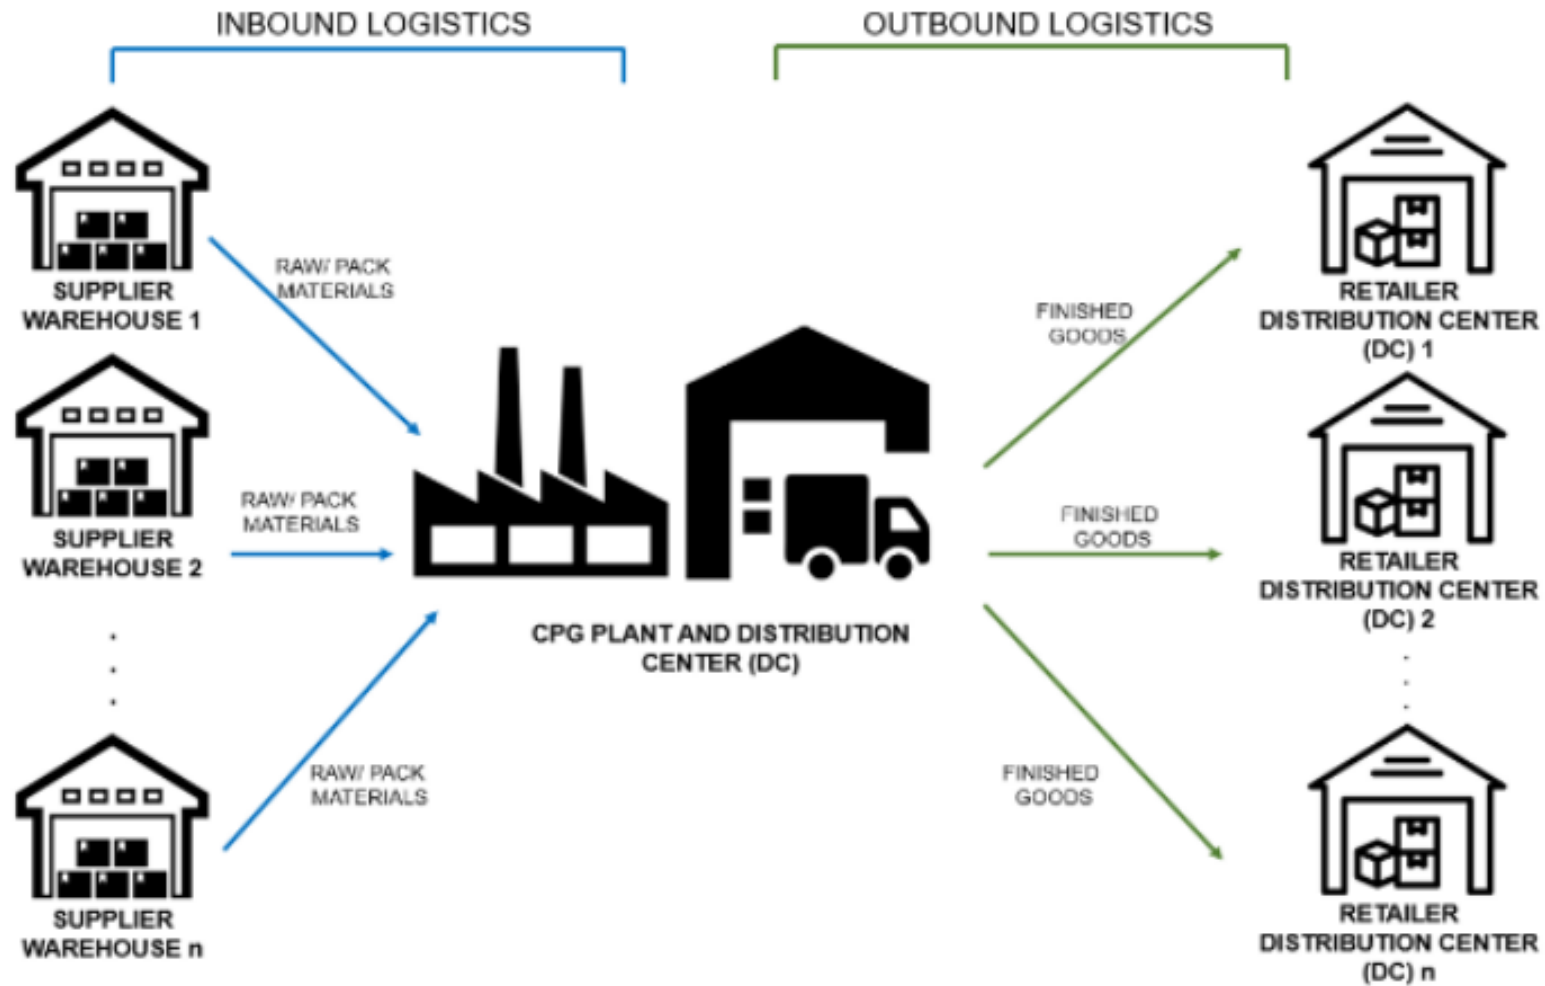 INBOUND LOGISTICS
OUTBOUND LOGISTICS
SUPPLIER
WAREHOUSE 1
RAW/ PACK
MATERIALS
SUPPLIER
WAREHOUSE 2
RAW/ PACK
MATERIALS
SUPPLIER
WAREHOUSE n
RAW/ PACK
MATERIALS
CPG PLANT AND DISTRIBUTION
CENTER (DC)
FINISHED
GOODS
RETAILER
DISTRIBUTION CENTER
(DC) 1
FINISHED
GOODS
RETAILER
DISTRIBUTION CENTER
(DC) 2
FINISHED
GOODS
RETAILER
DISTRIBUTION CENTER
(DC) n